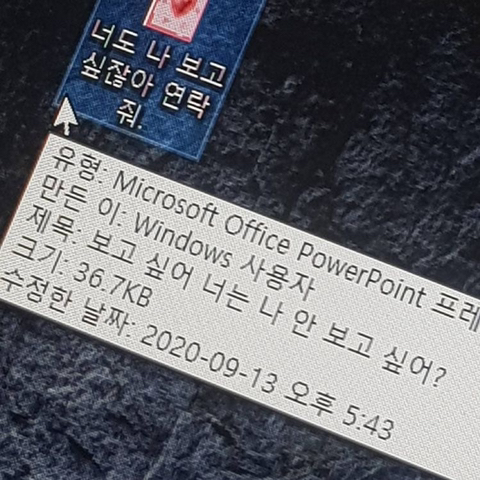 너도 나 보고
싶잖아 연락
줘.
유형: Microsoft Office PowerPoint 프레
만든 이: Windows 사용자
제목: 보고 싶어 너는 나 안 보고 싶어?
크기: 36.7KB
수정한 날짜: 2020-09-13 오후 5:43